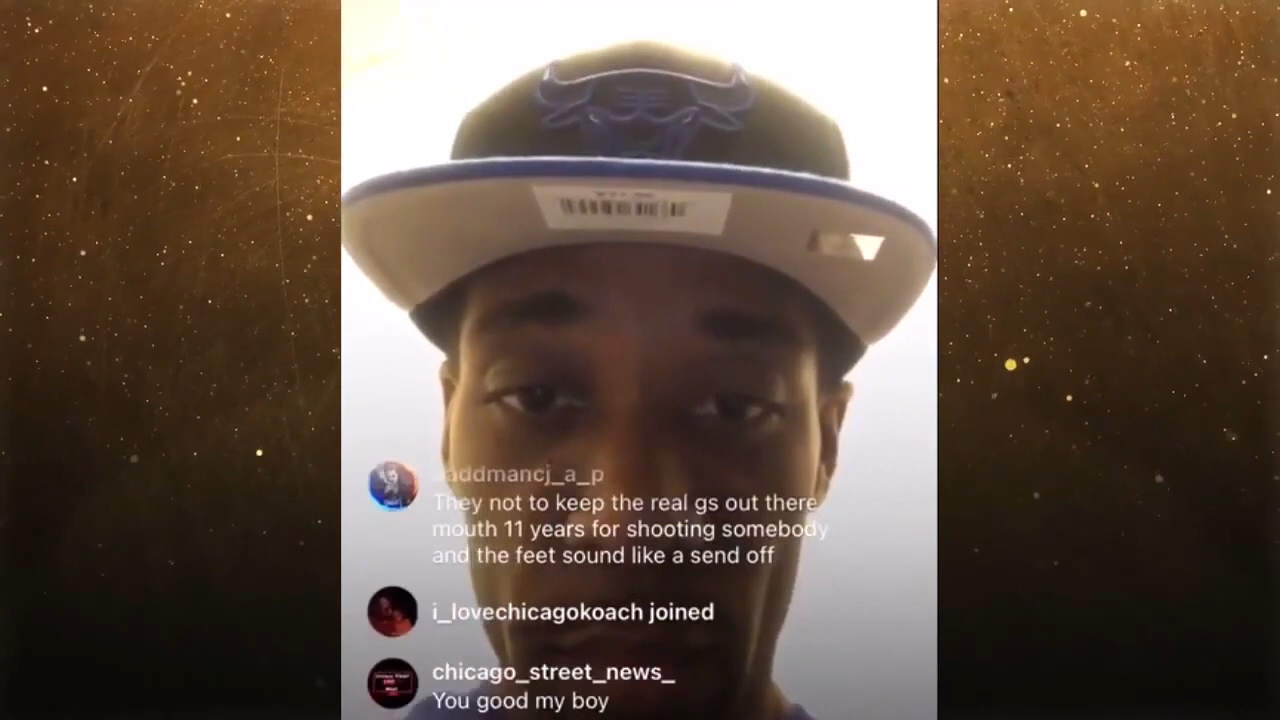 addmancj_a_p
They not to keep the real gs out there
mouth 11 years for shooting somebody
and the feet sound like a send off
i_lovechicagokoach joined
chicago_street_news_
You good my boy